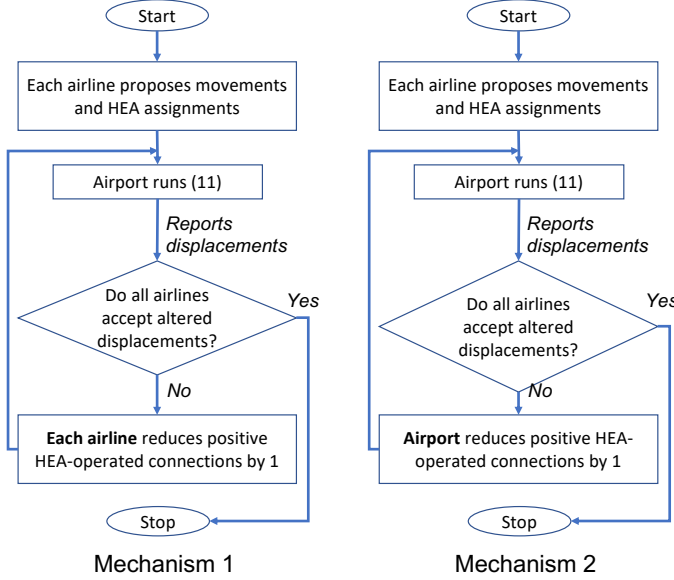 Start
Each airline proposes movements
and HEA assignments
Airport runs (11)
Reports
displacements
Do all airlines
accept altered
displacements?
Yes
No
Each airline reduces positive
HEA-operated connections by 1
Stop
Mechanism 1
Start
Each airline proposes movements
and HEA assignments
Airport runs (11)
Reports
displacements
Do all airlines
accept altered
displacements?
Yes
No
Airport reduces positive HEA-
operated connections by 1
Stop
Mechanism 2